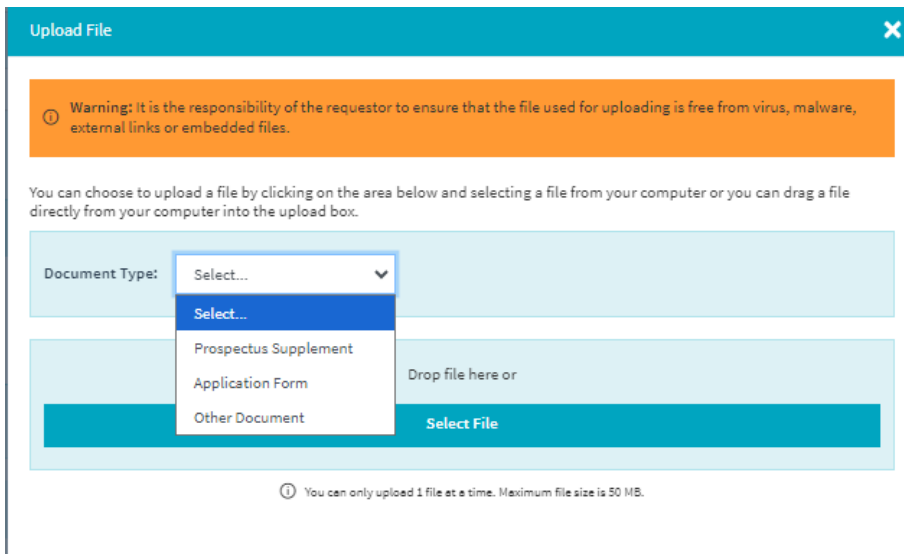 Upload File
Warning: It is the responsibility of the requestor to ensure that the file used for uploading is free from virus, malware,
external links or embedded files.
You can choose to upload a file by clicking on the area below and selecting a file from your computer or you can drag a file
directly from your computer into the upload box.
Document Type: Select...
Select...
Prospectus Supplement
Application Form
Other Document
Drop file here or
Select File
You can only upload 1 file at a time. Maximum file size is 50 MB.